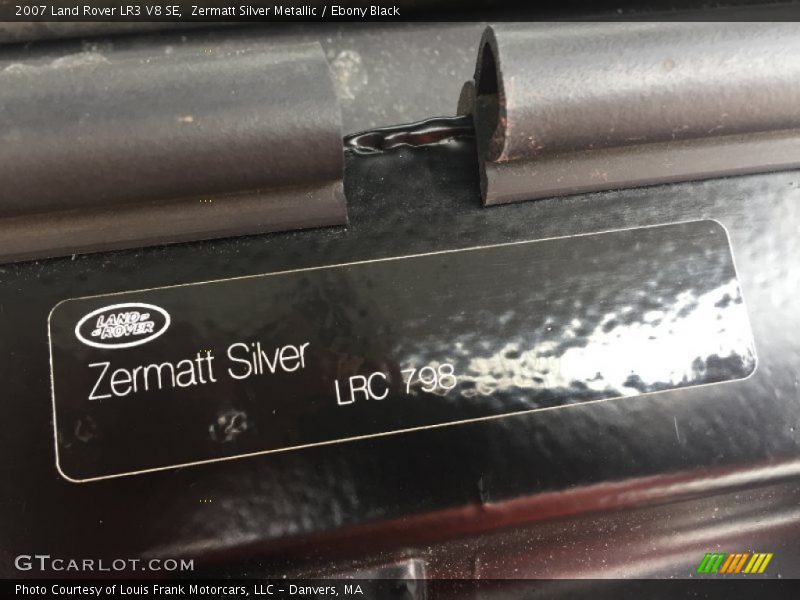 2007 Land Rover LR3 V8 SE,  Zermatt Silver Metallic / Ebony Black
LAND-
-ROVER
Zermatt Silver
LRC 798
GTCARLOT.COM
Photo Courtesy of Louis Frank Motorcars, LLC - Danvers, MA